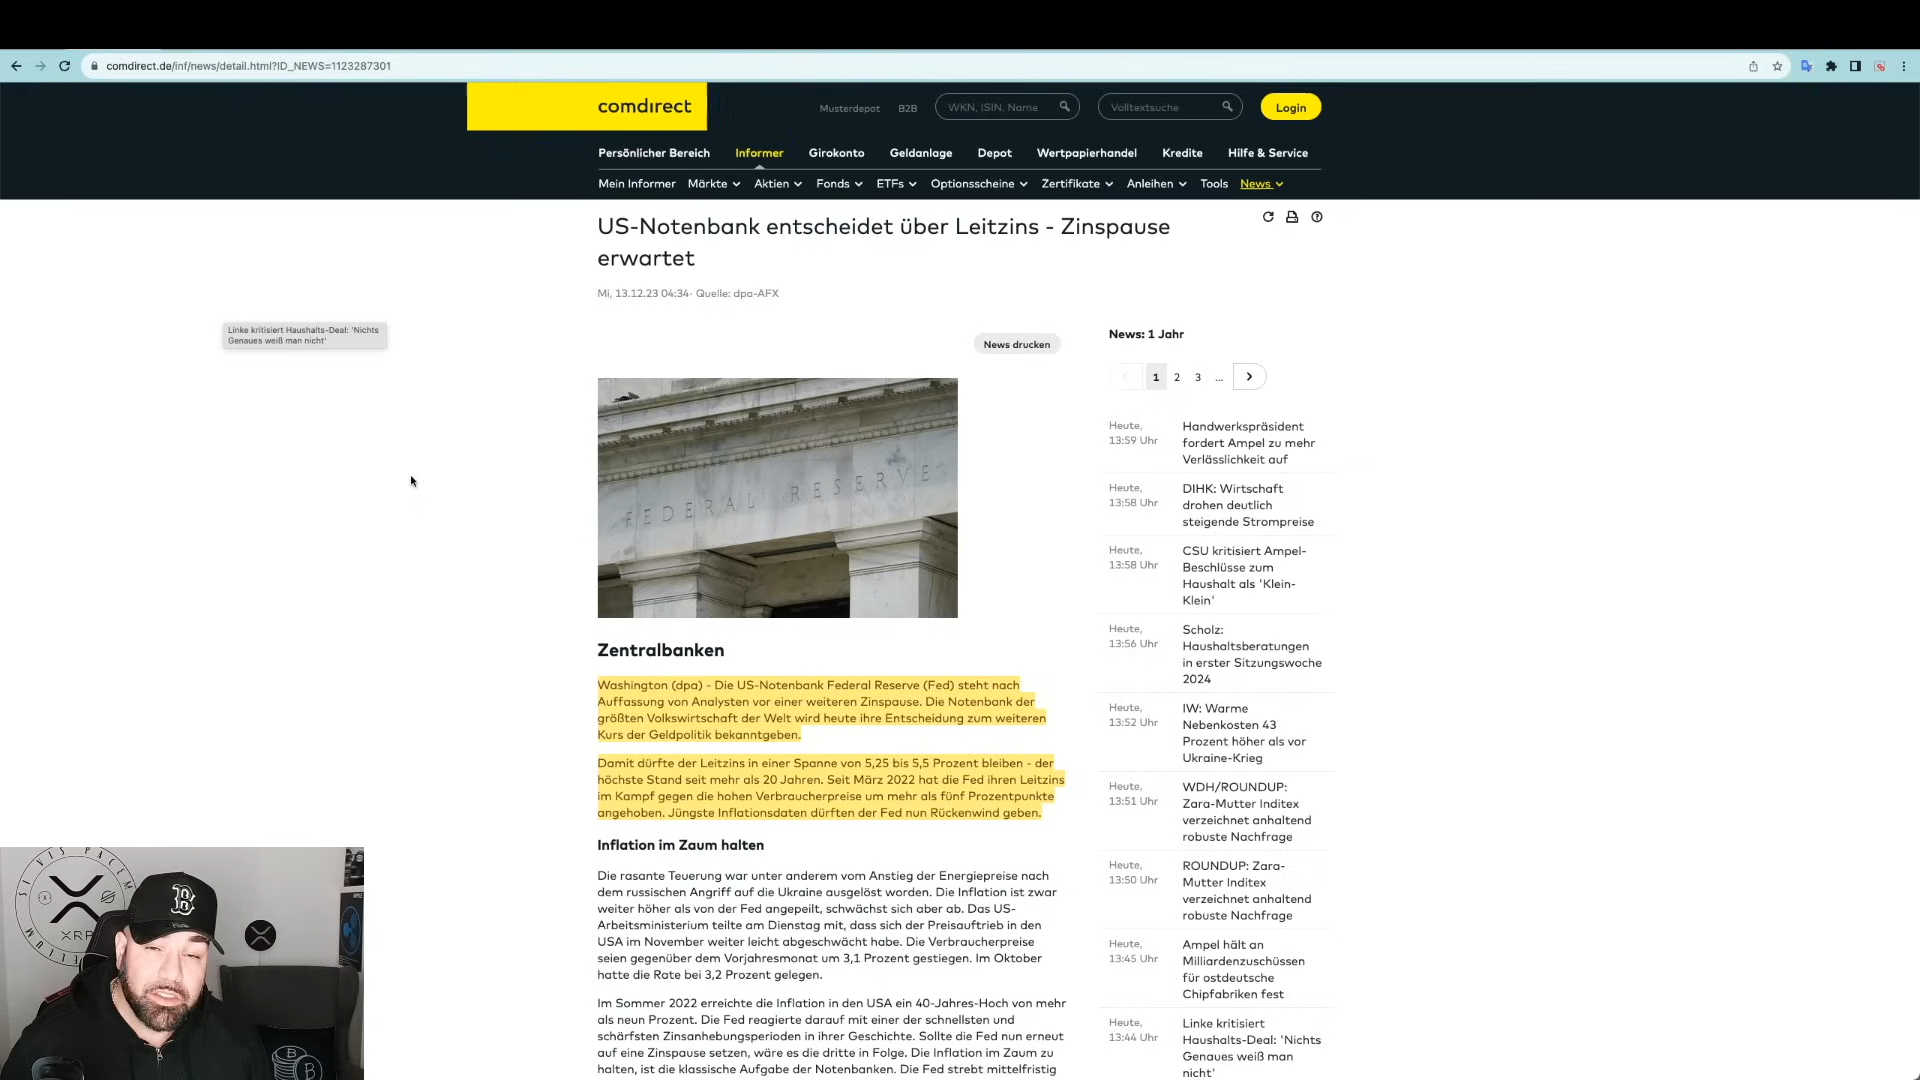 comdirect.de/inf/news/detail.html?ID_NEWS=1123287301
comdirect
Musterdepot B2B WKN, ISIN, Name Volltextsuche Login
Persönlicher Bereich Informer Girokonto Geldanlage Depot Wertpapierhandel Kredite Hilfe & Service
Mein Informer Märkte Aktien Fonds ETFs Optionsscheine Zertifikate Anleihen Tools News
US-Notenbank entscheidet über Leitzins - Zinspause
erwartet
Mi, 13.12.23 04:34- Quelle: dpa-AFX
Linke kritisiert Haushalts-Deal: 'Nichts
Genaues weiß man nicht'
News drucken
FEDERAL RESERVE
Zentralbanken
Washington (dpa) - Die US-Notenbank Federal Reserve (Fed) steht nach
Auffassung von Analysten vor einer weiteren Zinspause. Die Notenbank der
größten Volkswirtschaft der Welt wird heute ihre Entscheidung zum weiteren
Kurs der Geldpolitik bekanntgeben.
Damit dürfte der Leitzins in einer Spanne von 5,25 bis 5,5 Prozent bleiben - der
höchste Stand seit mehr als 20 Jahren. Seit März 2022 hat die Fed ihren Leitzins
im Kampf gegen die hohen Verbraucherpreise um mehr als fünf Prozentpunkte
angehoben. Jüngste Inflationsdaten dürften der Fed nun Rückenwind geben.
Inflation im Zaum halten
Die rasante Teuerung war unter anderem vom Anstieg der Energiepreise nach
dem russischen Angriff auf die Ukraine ausgelöst worden. Die Inflation ist zwar
weiter höher als von der Fed angepeilt, schwächst sich aber ab. Das US-
Arbeitsministerium teilte am Dienstag mit, dass sich der Preisauftrieb in den
USA im November weiter leicht abgeschwächt habe. Die Verbraucherpreise
seien gegenüber dem Vorjahresmonat um 3,1 Prozent gestiegen. Im Oktober
hatte die Rate bei 3,2 Prozent gelegen.
Im Sommer 2022 erreichte die Inflation in den USA ein 40-Jahres-Hoch von mehr
als neun Prozent. Die Fed reagierte darauf mit einer der schnellsten und
schärfsten Zinsanhebungsperioden in ihrer Geschichte. Sollte die Fed nun erneut
auf eine Zinspause setzen, wäre es die dritte in Folge. Die Inflation im Zaum zu
halten, ist die klassische Aufgabe der Notenbanken. Die Fed strebt mittelfristig
News: 1 Jahr
1 2 3 ...
Heute,
13:59 Uhr
Handwerkspräsident
fordert Ampel zu mehr
Verlässlichkeit auf
Heute,
13:58 Uhr
DIHK: Wirtschaft
drohen deutlich
steigende Strompreise
Heute,
13:58 Uhr
CSU kritisiert Ampel-
Beschlüsse zum
Haushalt als 'Klein-
Klein'
Heute,
13:56 Uhr
Scholz:
Haushaltsberatungen
in erster Sitzungswoche
2024
Heute,
13:52 Uhr
IW: Warme
Nebenkosten 43
Prozent höher als vor
Ukraine-Krieg
Heute,
13:51 Uhr
WDH/ROUNDUP:
Zara-Mutter Inditex
verzeichnet anhaltend
robuste Nachfrage
Heute,
13:50 Uhr
ROUNDUP: Zara-
Mutter Inditex
verzeichnet anhaltend
robuste Nachfrage
Heute,
13:45 Uhr
Ampel hält an
Milliardenzuschüssen
für ostdeutsche
Chipfabriken fest
Heute,
13:44 Uhr
Linke kritisiert
Haushalts-Deal: 'Nichts
Genaues weiß man
nicht'
SI VIS PACEM
XRP
B